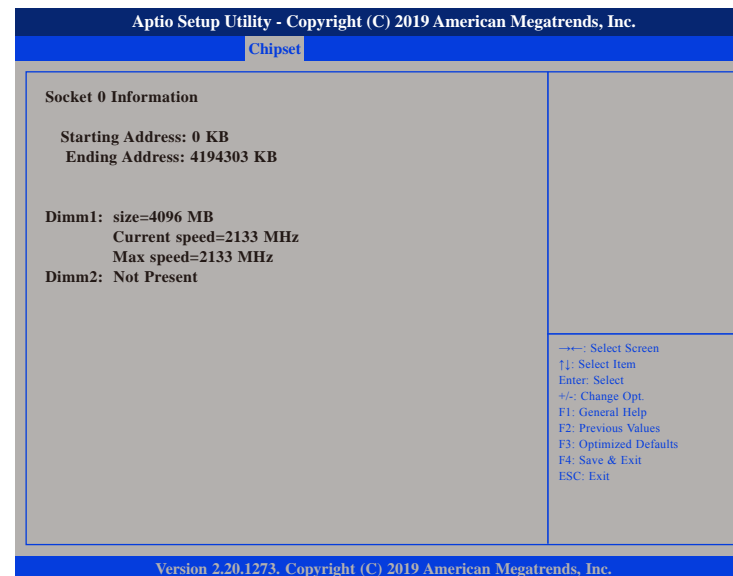 Aptio Setup Utility - Copyright (C) 2019 American Megatrends, Inc.
Chipset
Socket 0 Information
Starting Address: 0 KB
Ending Address: 4194303 KB
Dimm1: size=4096 MB
Current speed=2133 MHz
Max speed=2133 MHz
Dimm2: Not Present
→←: Select Screen
↑↓: Select Item
Enter: Select
+/-: Change Opt.
F1: General Help
F2: Previous Values
F3: Optimized Defaults
F4: Save & Exit
ESC: Exit
Version 2.20.1273. Copyright (C) 2019 American Megatrends, Inc.